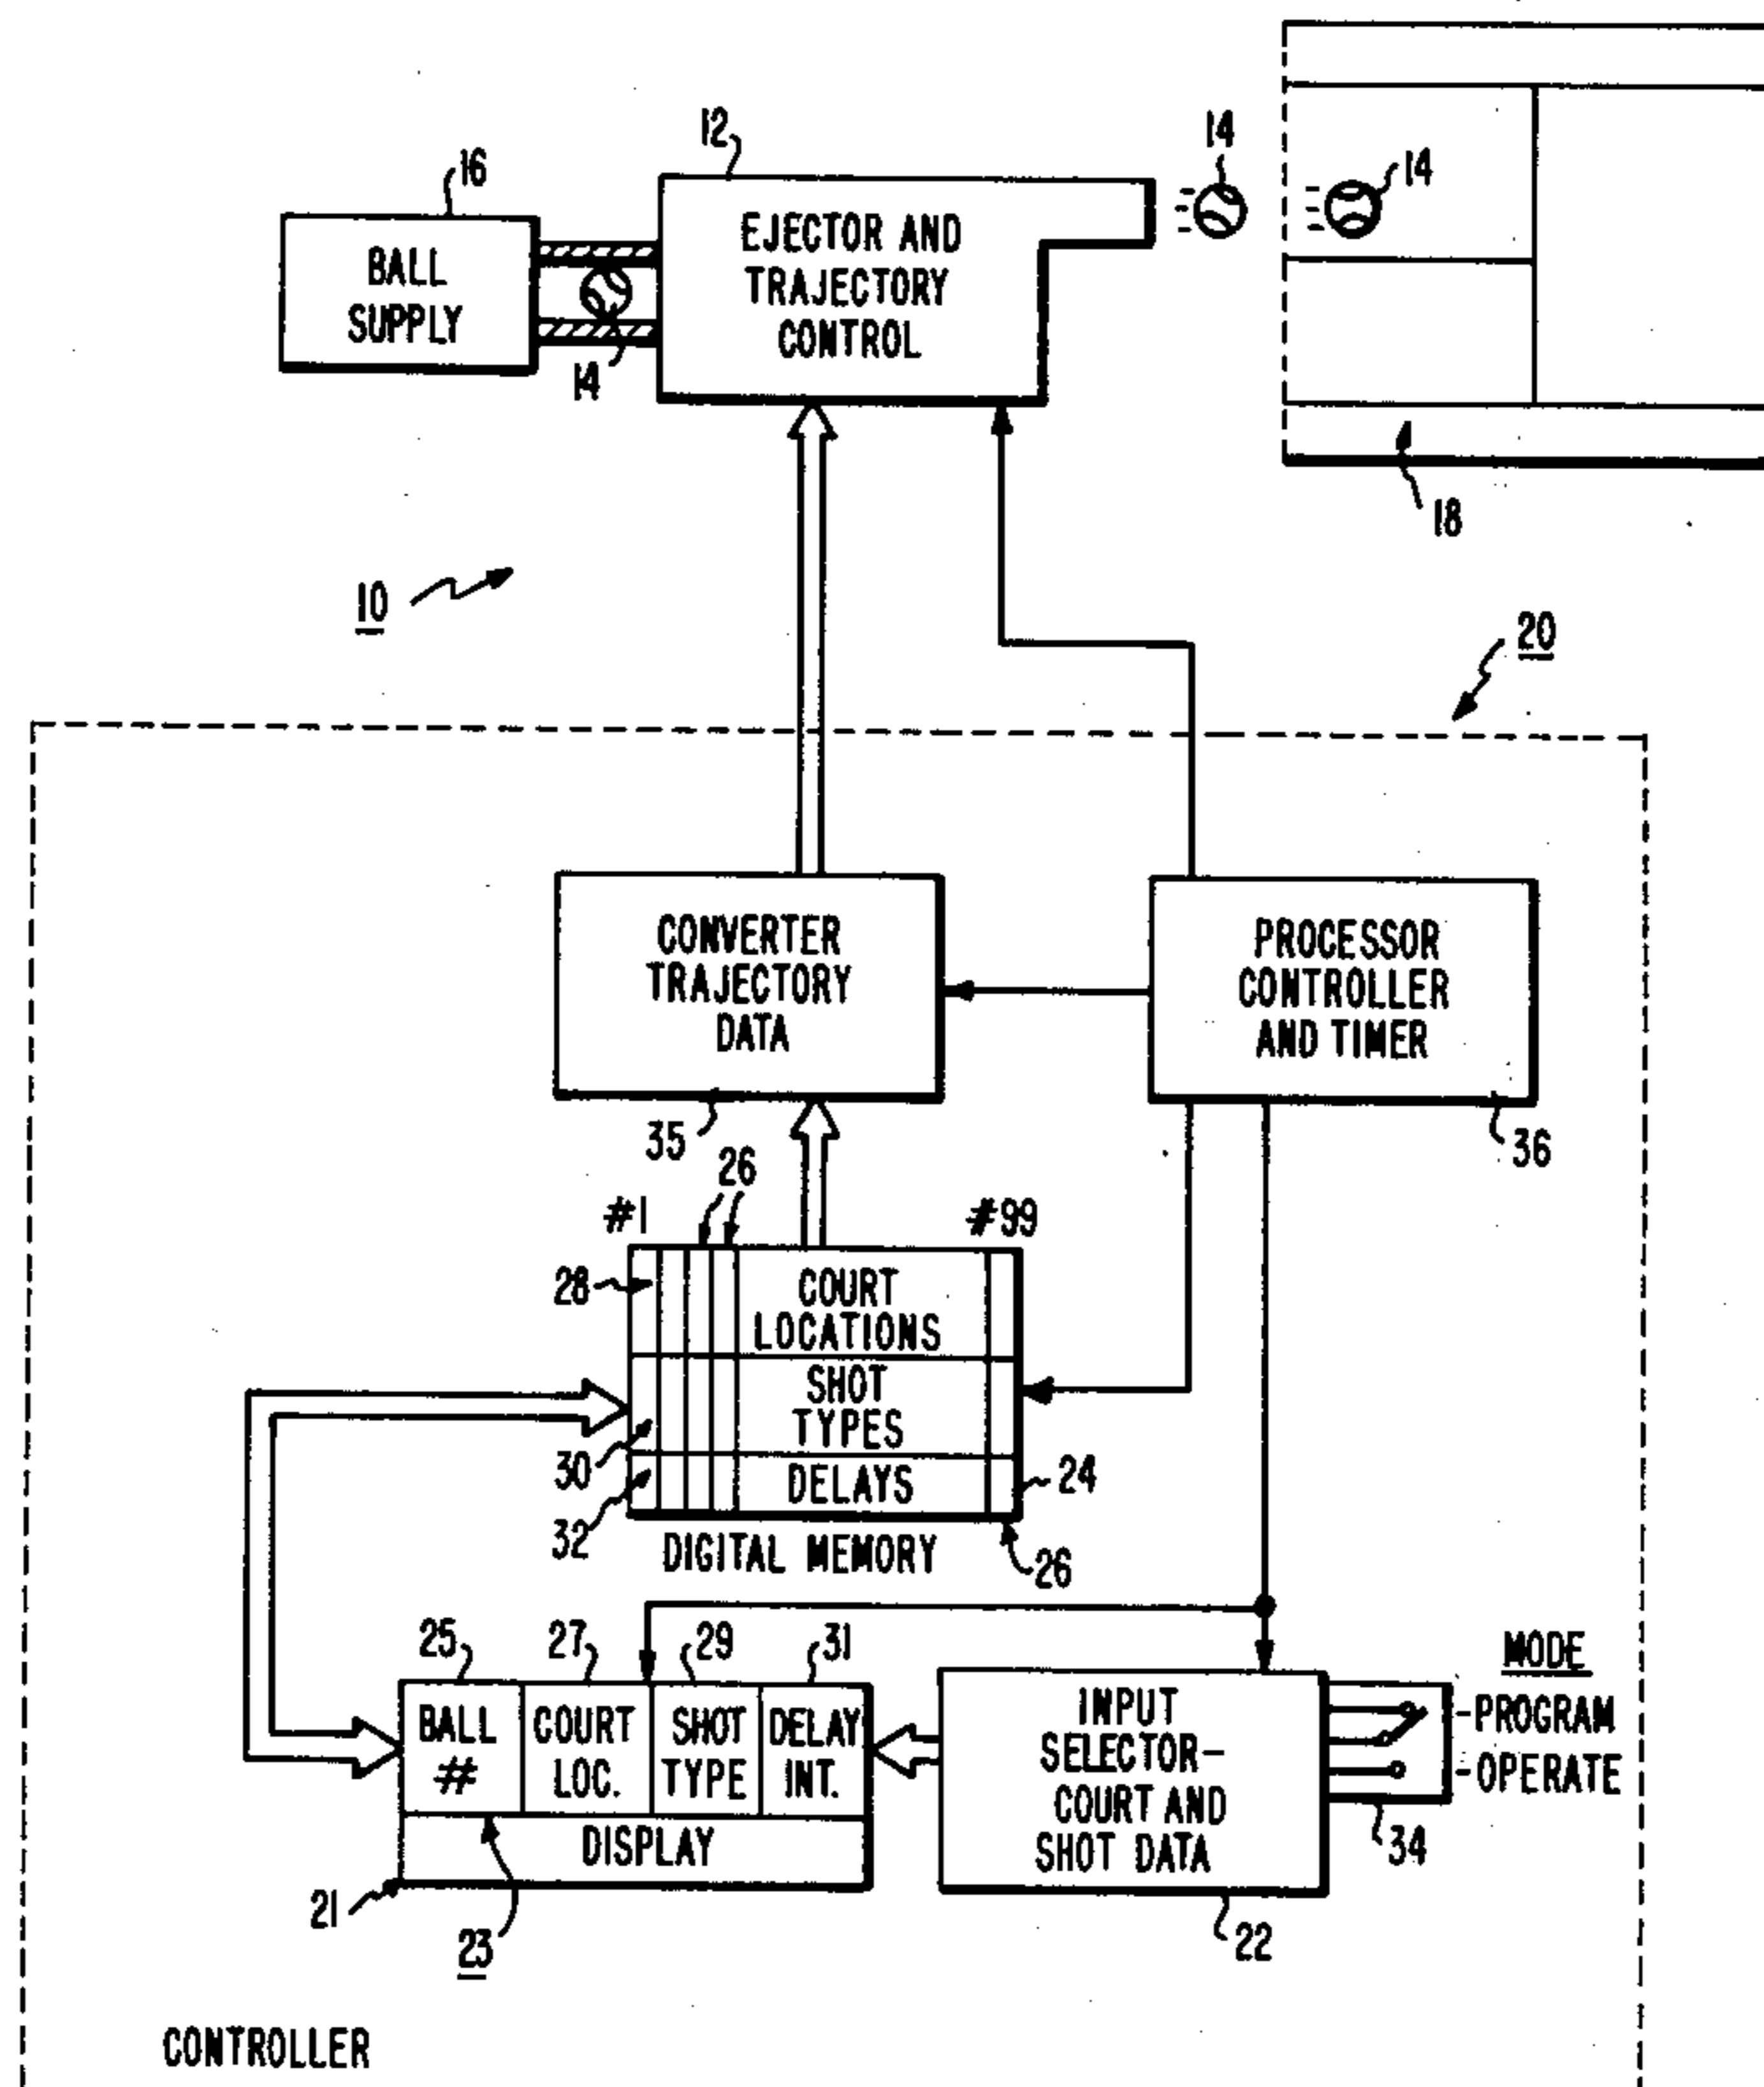 12
14
16
14
BALL
SUPPLY
EJECTOR AND
TRAJECTORY
CONTROL
14
18
10
20
CONVERTER
TRAJECTORY
DATA
PROCESSOR
CONTROLLER
AND TIMER
35
36
26
#1
#99
28
COURT
LOCATIONS
SHOT
TYPES
30
DELAYS
24
32
DIGITAL MEMORY
26
25
27
29
31
MODE
BALL
#
COURT
LOC.
SHOT
TYPE
DELAY
INT.
INPUT
SELECTOR-
COURT AND
SHOT DATA
-PROGRAM
-OPERATE
DISPLAY
34
21
23
22
CONTROLLER